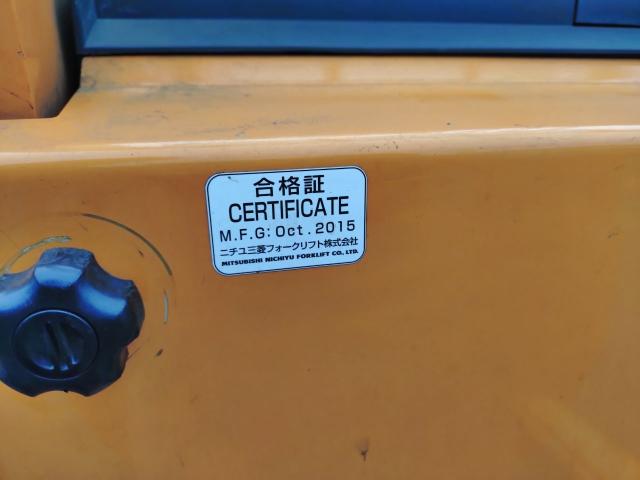 合格証
CERTIFICATE
M.F.G: Oct. 2015
ニチユ三菱フォークリフト株式会社
MITSUBISHI NICHIYU FORKLIFT CO., LTD.